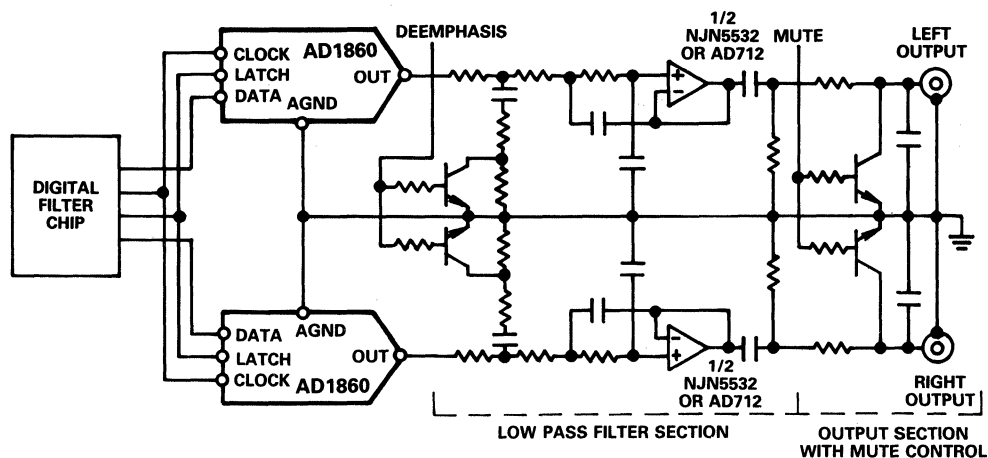 1/2
NJN5532
OR AD712
DEEMPHASIS
MUTE
LEFT
OUTPUT
AD1860
CLOCK
LATCH
DATA
OUT
AGND
DIGITAL
FILTER
CHIP
AGND
DATA
LATCH
CLOCK
OUT
AD1860
1/2
NJN5532
OR AD712
RIGHT
OUTPUT
LOW PASS FILTER SECTION
OUTPUT SECTION
WITH MUTE CONTROL